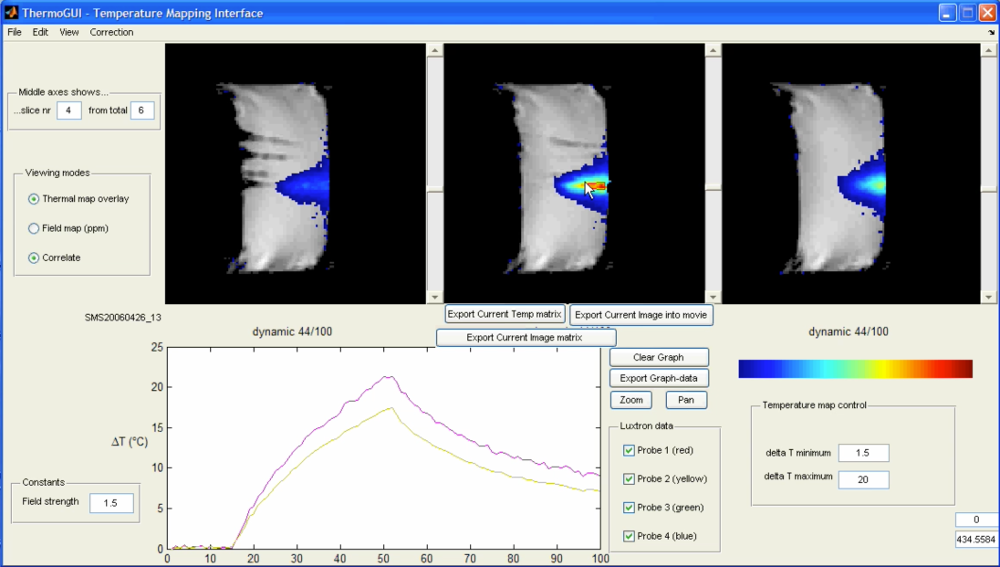 ThermoGUI - Temperature Mapping Interface
File Edit View Correction
Middle axes shows...
...slice nr 4 from total 6
Viewing modes
Thermal map overlay
Field map (ppm)
Correlate
SMS20060426_13
Export Current Temp matrix Export Current Image into movie
dynamic 44/100 dynamic 44/100
Export Current Image matrix
Clear Graph
Export Graph-data
Zoom Pan
Luxtron data
Probe 1 (red)
Probe 2 (yellow)
Probe 3 (green)
Probe 4 (blue)
Temperature map control
delta T minimum 1.5
delta T maximum 20
ΔT (°C)
25
20
15
10
5
0
0 10 20 30 40 50 60 70 80 90 100
Constants
Field strength 1.5
0
434.5584